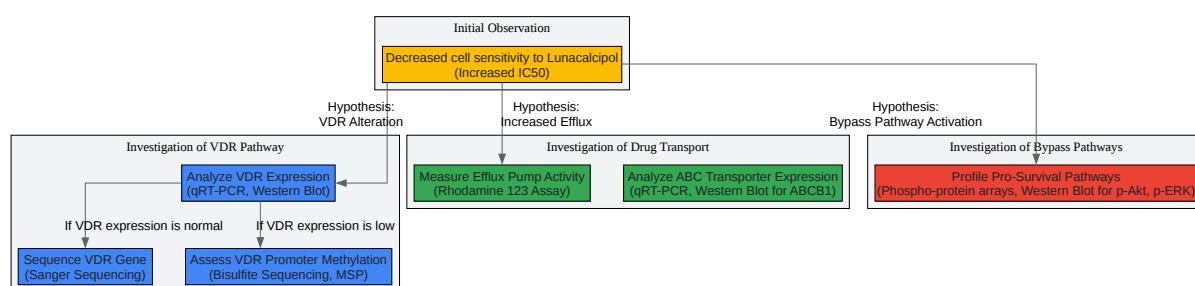 Initial Observation
Decreased cell sensitivity to Lunacalcipol
(Increased IC50)
Hypothesis:
VDR Alteration
Hypothesis:
Increased Efflux
Hypothesis:
Bypass Pathway Activation
Investigation of VDR Pathway
Analyze VDR Expression
(qRT-PCR, Western Blot)
If VDR expression is normal
If VDR expression is low
Sequence VDR Gene
(Sanger Sequencing)
Assess VDR Promoter Methylation
(Bisulfite Sequencing, MSP)
Investigation of Drug Transport
Measure Efflux Pump Activity
(Rhodamine 123 Assay)
Analyze ABC Transporter Expression
(qRT-PCR, Western Blot for ABCB1)
Investigation of Bypass Pathways
Profile Pro-Survival Pathways
(Phospho-protein arrays, Western Blot for p-Akt, p-ERK)